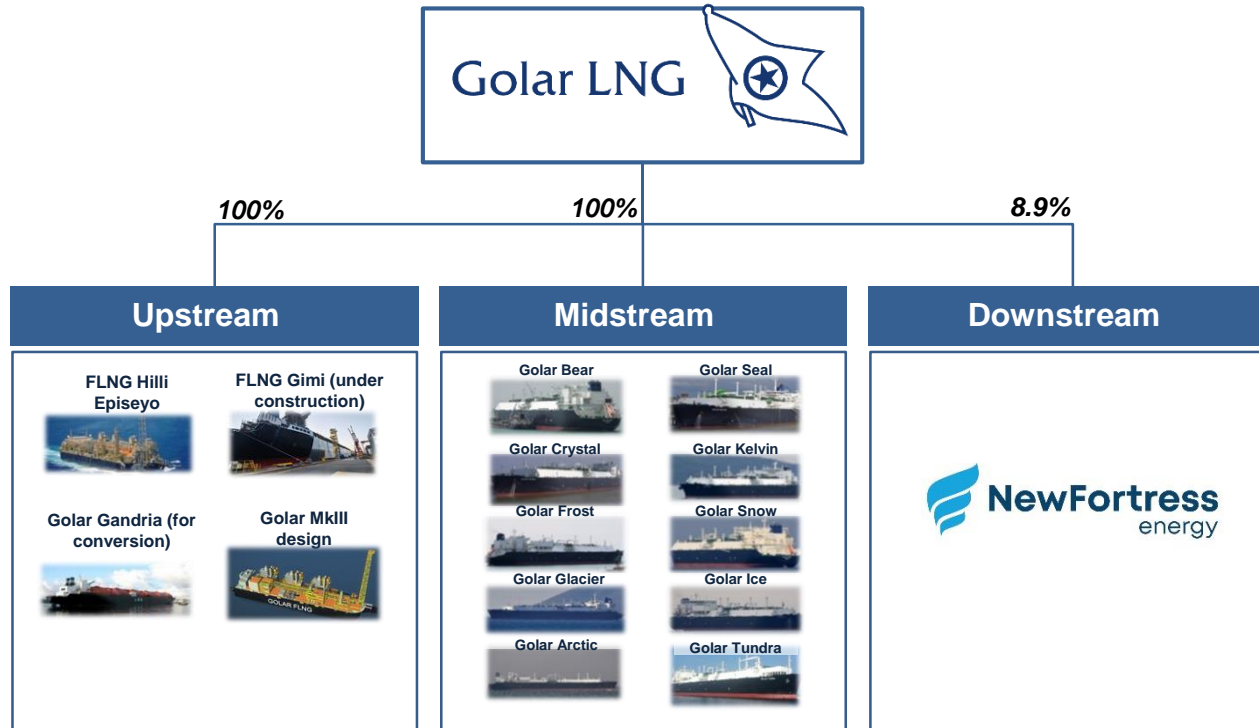 Golar LNG
100%
100%
8.9%
Upstream
Midstream
Downstream
FLNG Hilli
Episeyo
FLNG Gimi (under
construction)
Golar Gandria (for
conversion)
Golar MkIII
design
GOLAR FLNG
Golar Bear
Golar Seal
Golar Crystal
Golar Kelvin
Golar Frost
Golar Snow
Golar Glacier
Golar Ice
Golar Arctic
Golar Tundra
NewFortress
energy